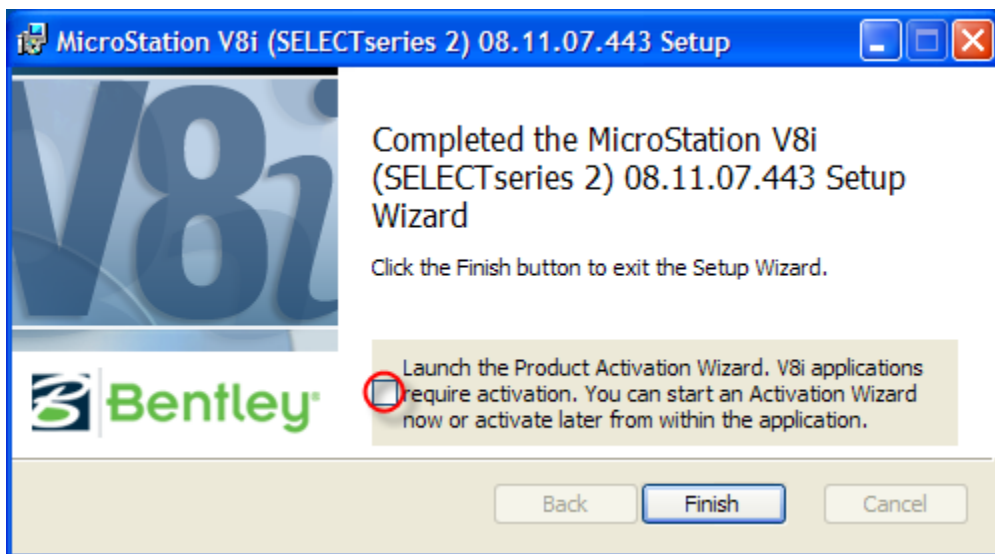 MicroStation V8i (SELECTseries 2) 08.11.07.443 Setup
V8i
Completed the MicroStation V8i
(SELECTseries 2) 08.11.07.443 Setup
Wizard
Click the Finish button to exit the Setup Wizard.
Launch the Product Activation Wizard. V8i applications
require activation. You can start an Activation Wizard
now or activate later from within the application.
Bentley
Back Finish Cancel